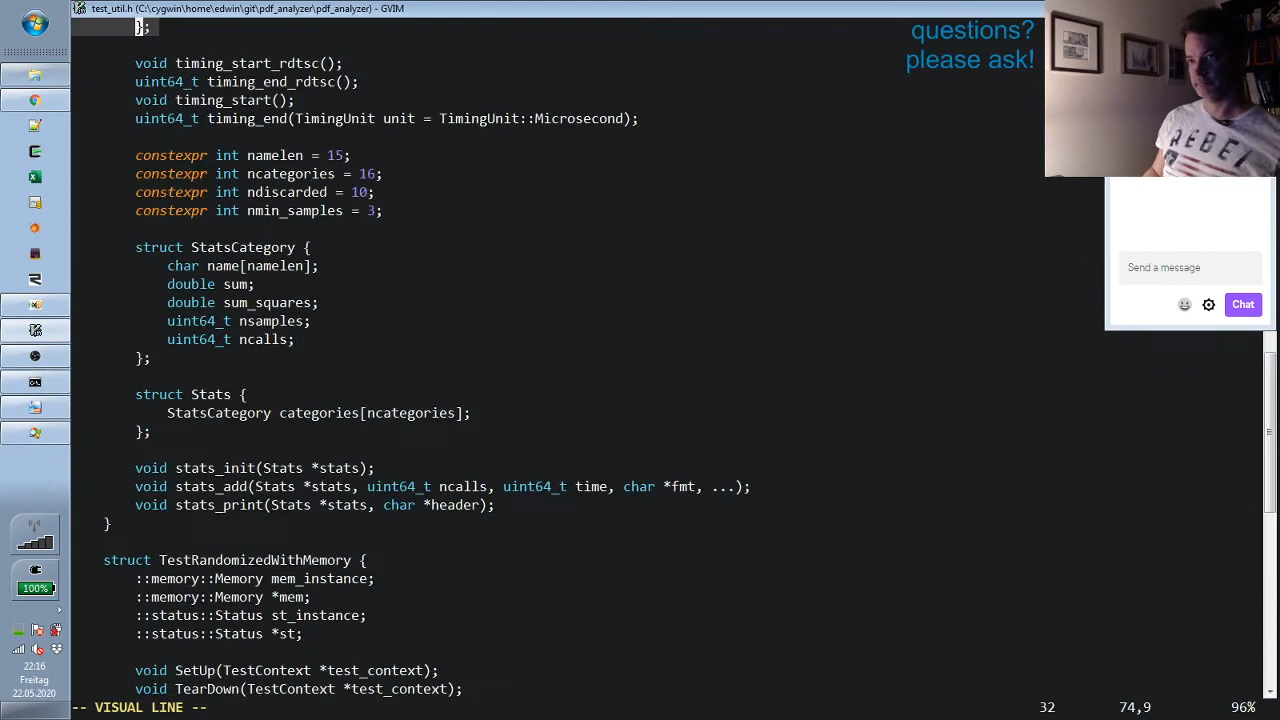 test_util.h (C:\cygwin\home\edwin\git\pdf_analyzer\pdf_analyzer) - GVIM
};
questions?
please ask!
void timing_start_rdtsc();
uint64_t timing_end_rdtsc();
void timing_start();
uint64_t timing_end(TimingUnit unit = TimingUnit::Microsecond);
constexpr int namelen = 15;
constexpr int ncategories = 16;
constexpr int ndiscarded = 10;
constexpr int nmin_samples = 3;
struct StatsCategory {
char name[namelen];
double sum;
double sum_squares;
uint64_t nsamples;
uint64_t ncalls;
};
struct Stats {
StatsCategory categories[ncategories];
};
void stats_init(Stats *stats);
void stats_add(Stats *stats, uint64_t ncalls, uint64_t time, char *fmt, ...);
void stats_print(Stats *stats, char *header);
}
struct TestRandomizedWithMemory {
::memory::Memory mem_instance;
::memory::Memory *mem;
::status::Status st_instance;
::status::Status *st;
void SetUp(TestContext *test_context);
void TearDown(TestContext *test_context);
-- VISUAL LINE --
32
74,9
96%
REBEL
Send a message
Chat
100%
22:16
Freitag
22.05.2020